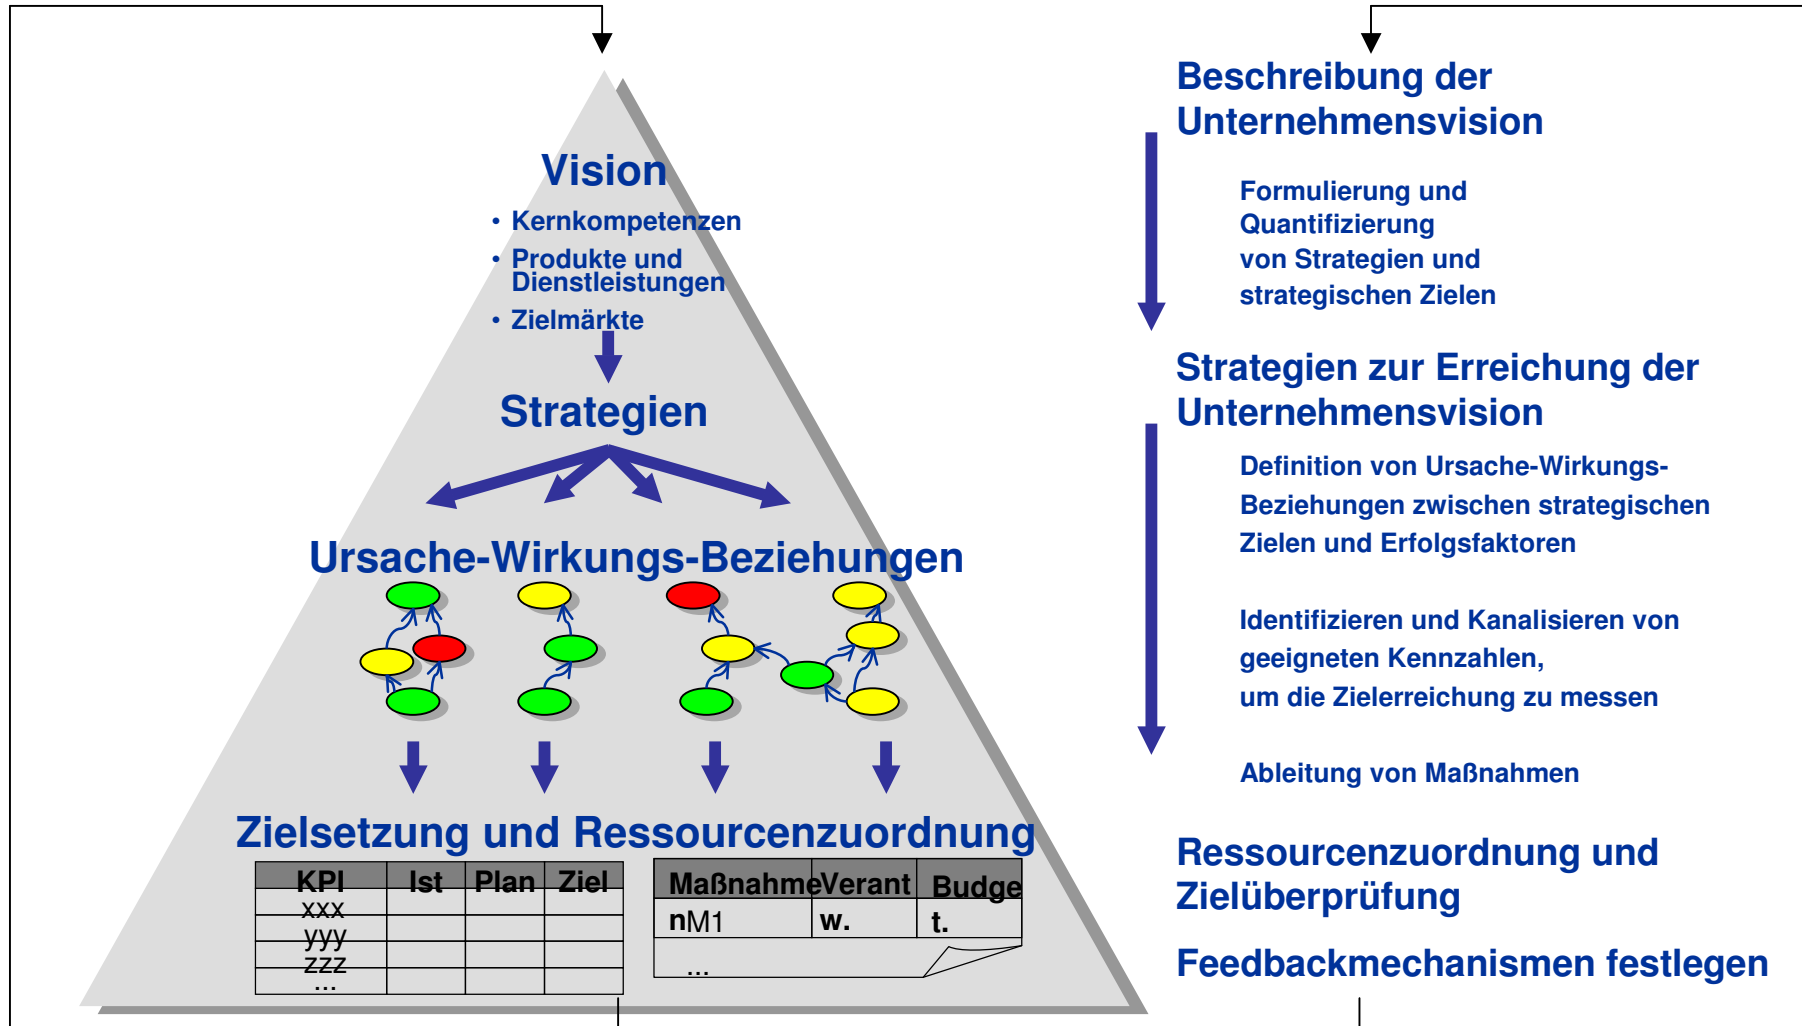 Vision
• Kernkompetenzen
• Produkte und
Dienstleistungen
• Zielmärkte
Strategien
Ursache-Wirkungs-Beziehungen
Zielsetzung und Ressourcenzuordnung
KPI Ist Plan Ziel
xxx
yyy
zzz
...
Maßnahme Verant Budge
nM1 w. t.
...
Beschreibung der
Unternehmensvision
Formulierung und
Quantifizierung
von Strategien und
strategischen Zielen
Strategien zur Erreichung der
Unternehmensvision
Definition von Ursache-Wirkungs-
Beziehungen zwischen strategischen
Zielen und Erfolgsfaktoren
Identifizieren und Kanalisieren von
geeigneten Kennzahlen,
um die Zielerreichung zu messen
Ableitung von Maßnahmen
Ressourcenzuordnung und
Zielüberprüfung
Feedbackmechanismen festlegen